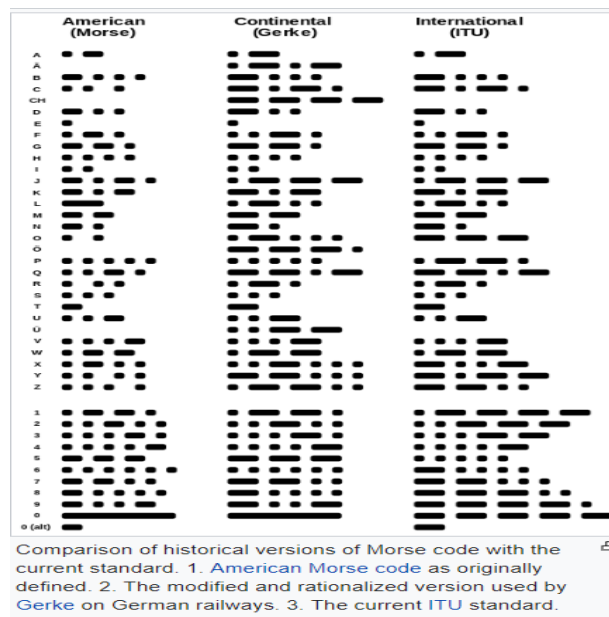 American Continental International
(Morse) (Gerke) (ITU)
A
Ä
B
C
CH
D
E
F
G
H
I
J
K
L
M
N
O
Ö
P
Q
R
S
T
U
Ü
V
W
X
Y
Z
1
2
3
4
5
6
7
8
9
0
0 (alt)
Comparison of historical versions of Morse code with the
current standard. 1. American Morse code as originally
defined. 2. The modified and rationalized version used by
Gerke on German railways. 3. The current ITU standard.